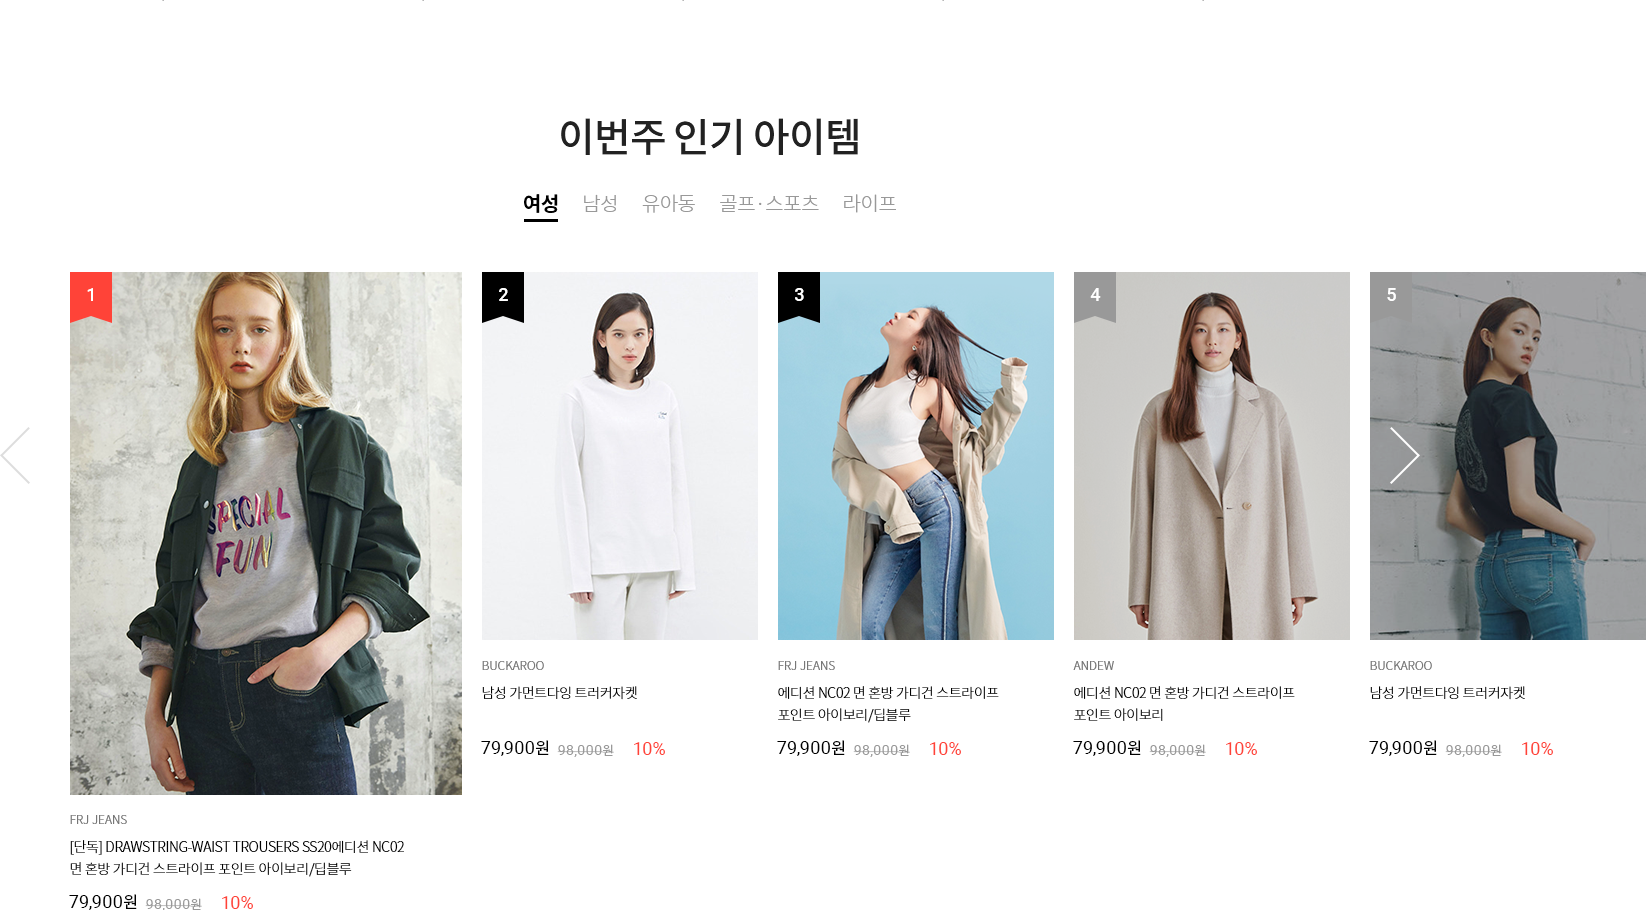 이번주 인기 아이템
여성 남성 유아동 골프·스포츠 라이프
1
SPECIAL
FUN
FRJ JEANS
[단독] DRAWSTRING-WAIST TROUSERS SS20에디션 NC02
면 혼방 가디건 스트라이프 포인트 아이보리/딥블루
79,900원 98,000원 10%
2
BUCKAROO
남성 가먼트다잉 트러커자켓
79,900원 98,000원 10%
3
FRJ JEANS
에디션 NC02 면 혼방 가디건 스트라이프
포인트 아이보리/딥블루
79,900원 98,000원 10%
4
ANDEW
에디션 NC02 면 혼방 가디건 스트라이프
포인트 아이보리
79,900원 98,000원 10%
5
BUCKAROO
남성 가먼트다잉 트러커자켓
79,900원 98,000원 10%